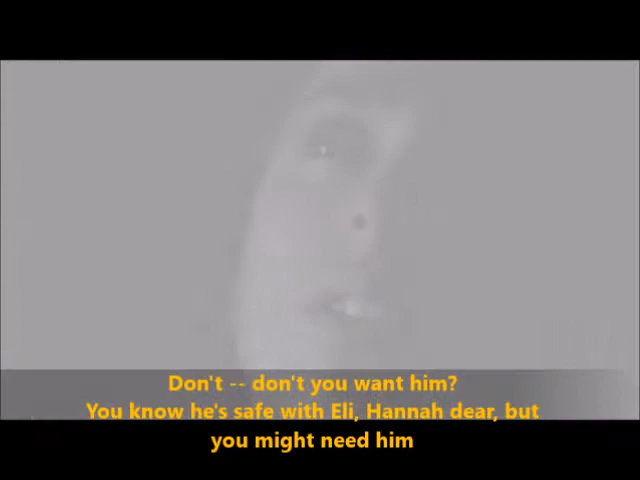 Don't -- don't you want him?
You know he's safe with Eli, Hannah dear, but
you might need him